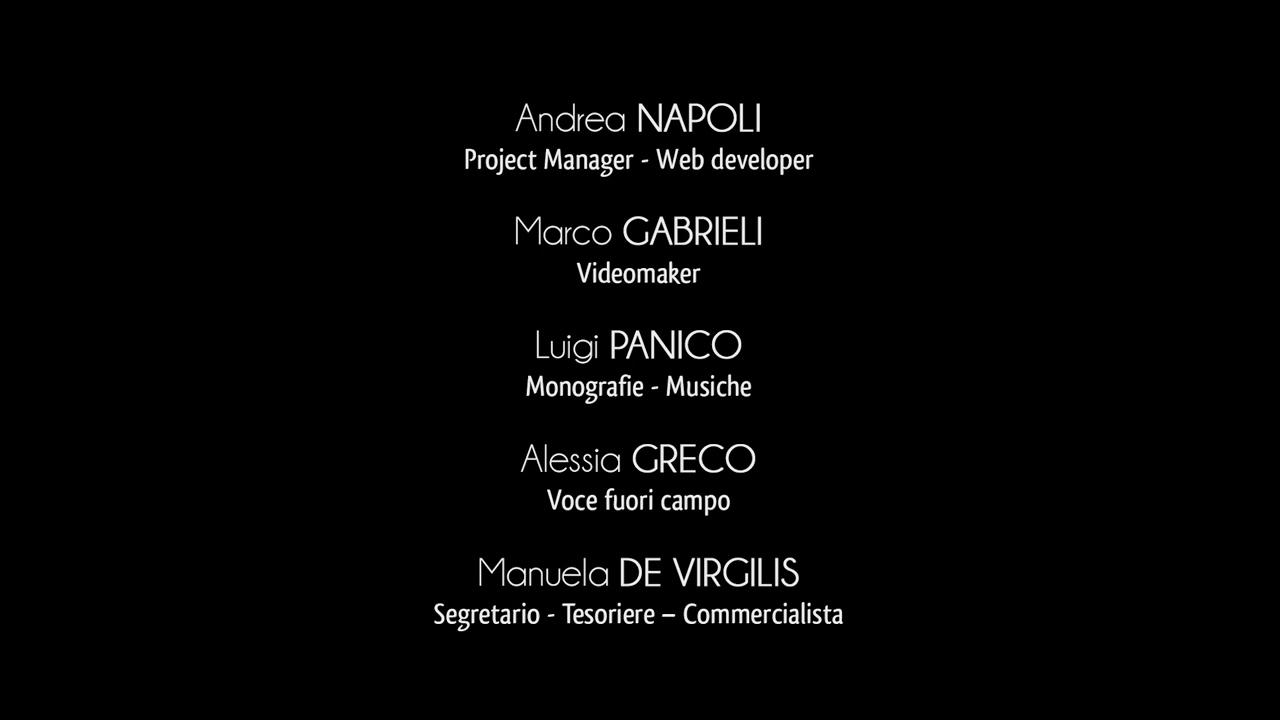 Andrea NAPOLI
Project Manager - Web developer
Marco GABRIELI
Videomaker
Luigi PANICO
Monografie - Musiche
Alessia GRECO
Voce fuori campo
Manuela DE VIRGILIS
Segretario - Tesoriere – Commercialista